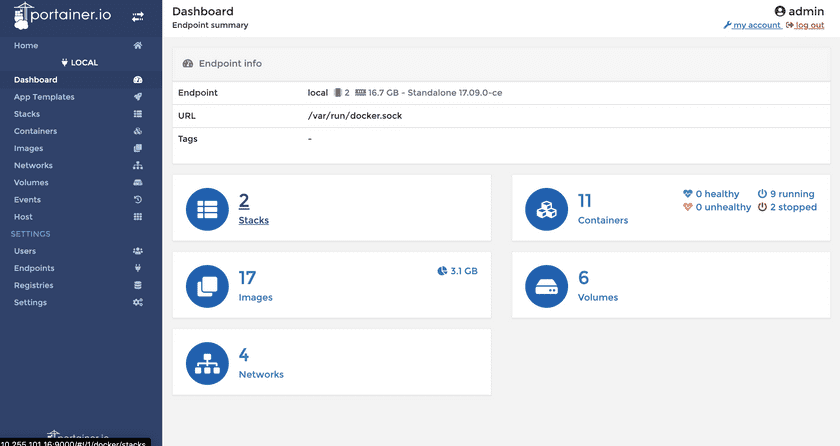 portainer.io
Home
LOCAL
Dashboard
App Templates
Stacks
Containers
Images
Networks
Volumes
Events
Host
SETTINGS
Users
Endpoints
Registries
Settings
portainer.io
10.255.101.16:9000/#/1/docker/stacks
Dashboard
Endpoint summary
admin
my account log out
Endpoint info
Endpoint local 2 16.7 GB - Standalone 17.09.0-ce
URL /var/run/docker.sock
Tags -
2
Stacks
11
Containers
0 healthy 9 running
0 unhealthy 2 stopped
17
Images
3.1 GB
6
Volumes
4
Networks